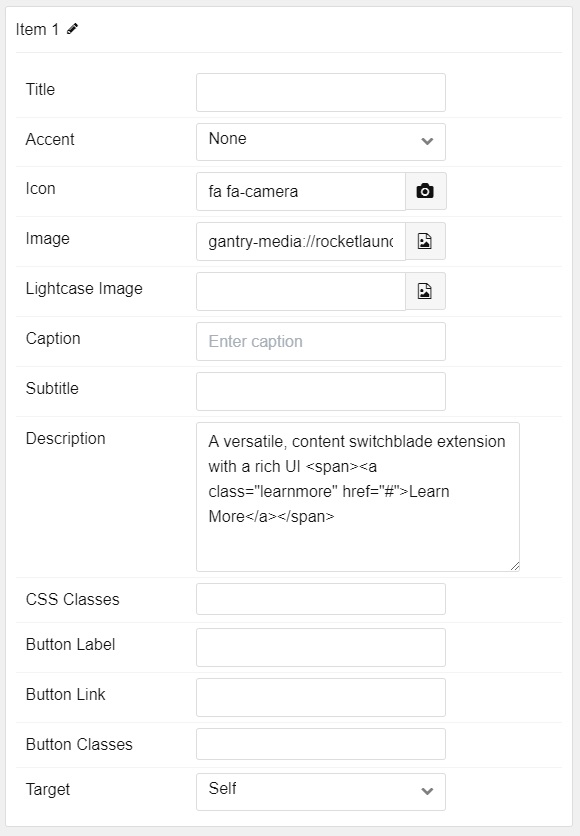 Item 1
Title
Accent
None
Icon
fa fa-camera
Image
gantry-media://rocketlaunc
Lightcase Image
Caption
Enter caption
Subtitle
Description
A versatile, content switchblade extension
with a rich UI <span><a
class="learnmore" href="#">Learn
More</a></span>
CSS Classes
Button Label
Button Link
Button Classes
Target
Self